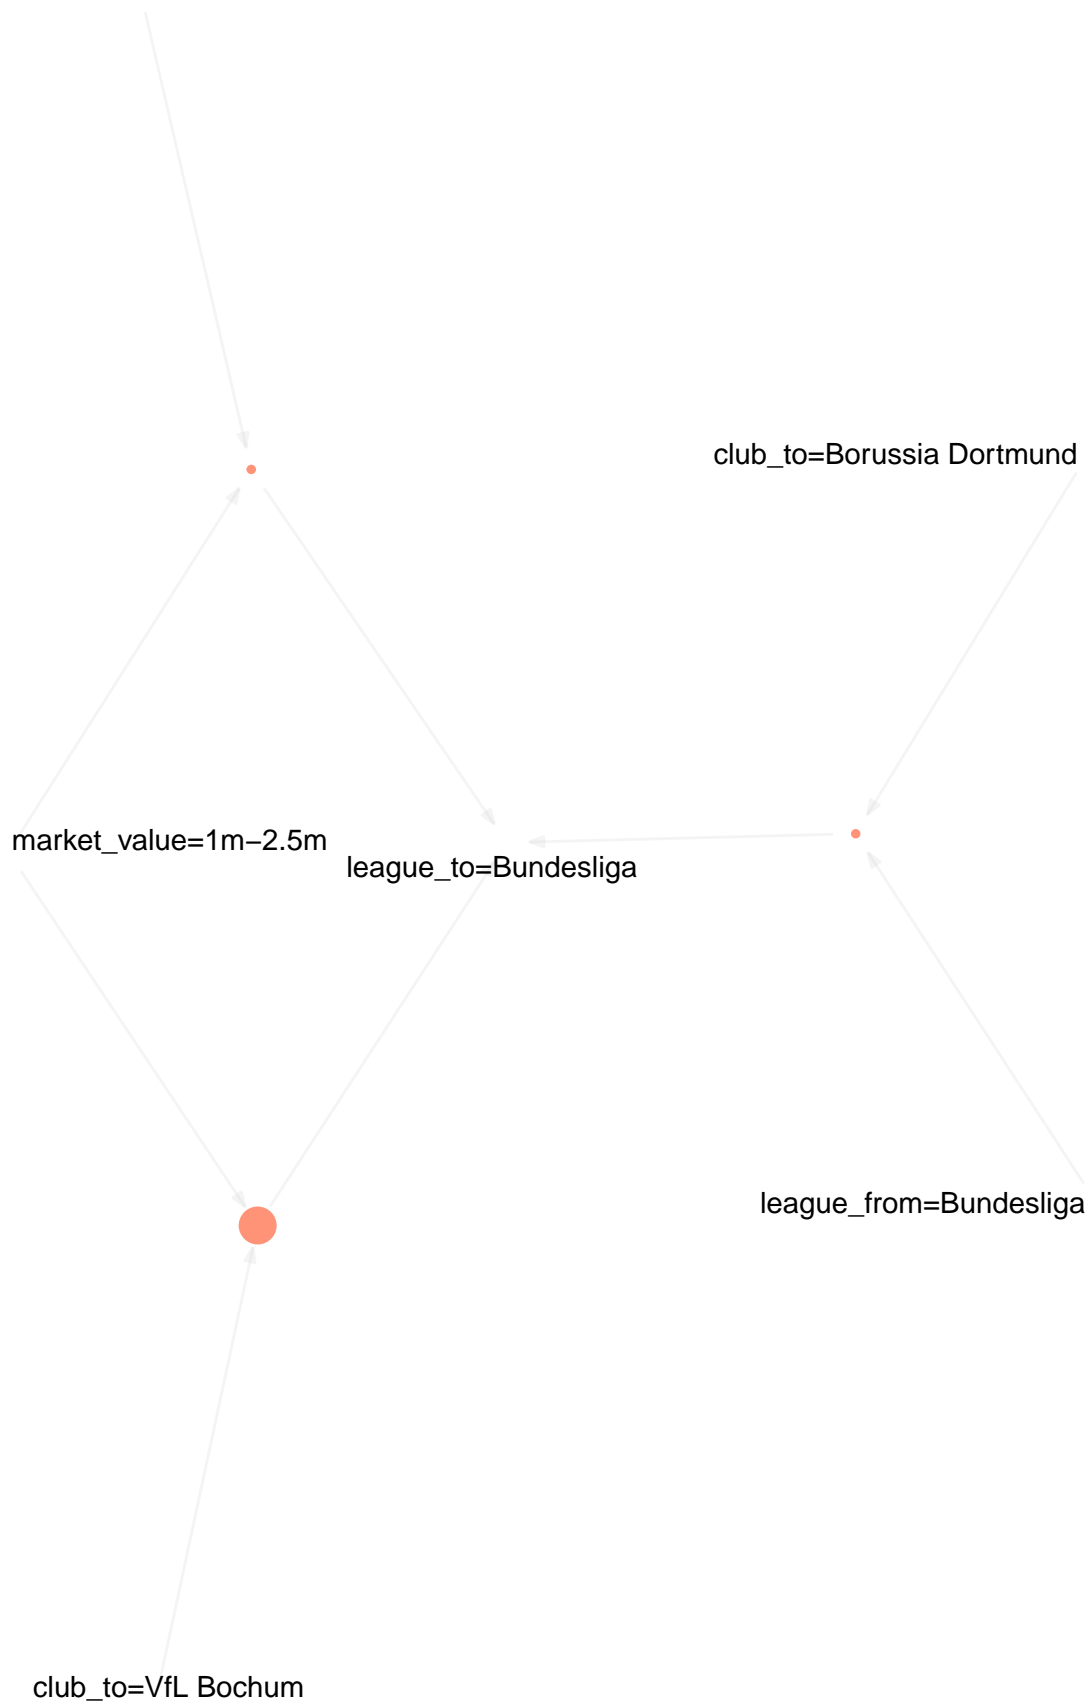 club_to=Borussia Dortmund
market_value=1m−2.5m
league_to=Bundesliga
league_from=Bundesliga
club_to=VfL Bochum